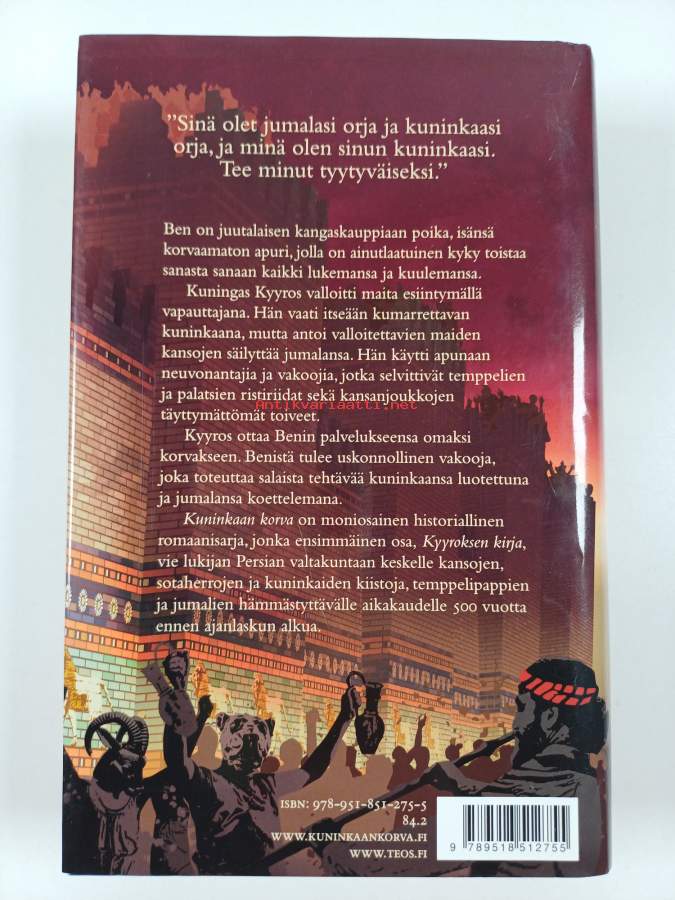 ”Sinä olet jumalasi orja ja kuninkaasi
orja, ja minä olen sinun kuninkaasi.
Tee minut tyytyväiseksi.”
Ben on juutalaisen kangaskauppiaan poika, isänsä
korvaamaton apuri, jolla on ainutlaatuinen kyky toistaa
sanasta sanaan kaikki lukemansa ja kuulemansa.
Kuningas Kyyros valloitti maita esiintymällä
vapauttajana. Hän vaati itseään kumarrettavan
kuninkaana, mutta antoi valloitettavien maiden
kansojen säilyttää jumalansa. Hän käytti apunaan
neuvonantajia ja vakoojia, jotka selvittivät temppelien
ja palatsien ristiriidat sekä kansanjoukkojen
Antikvariaatti.net
täyttymättömät toiveet.
Kyyros ottaa Benin palvelukseensa omaksi
korvakseen. Benistä tulee uskonnollinen vakooja,
joka toteuttaa salaista tehtävää kuninkaansa luotettuna
ja jumalansa koettelemana.
Kuninkaan korva on moniosainen historiallinen
romaanisarja, jonka ensimmäinen osa, Kyyroksen kirja,
vie lukijan Persian valtakuntaan keskelle kansojen,
sotaherrojen ja kuninkaiden kiistoja, temppelipappien
ja jumalien hämmästyttävälle aikakaudelle 500 vuotta
ennen ajanlaskun alkua.
ISBN: 978-951-851-275-5
84.2
WWW.KUNINKAANKORVA.FI
WWW.TEOS.FI
9 789518 512755